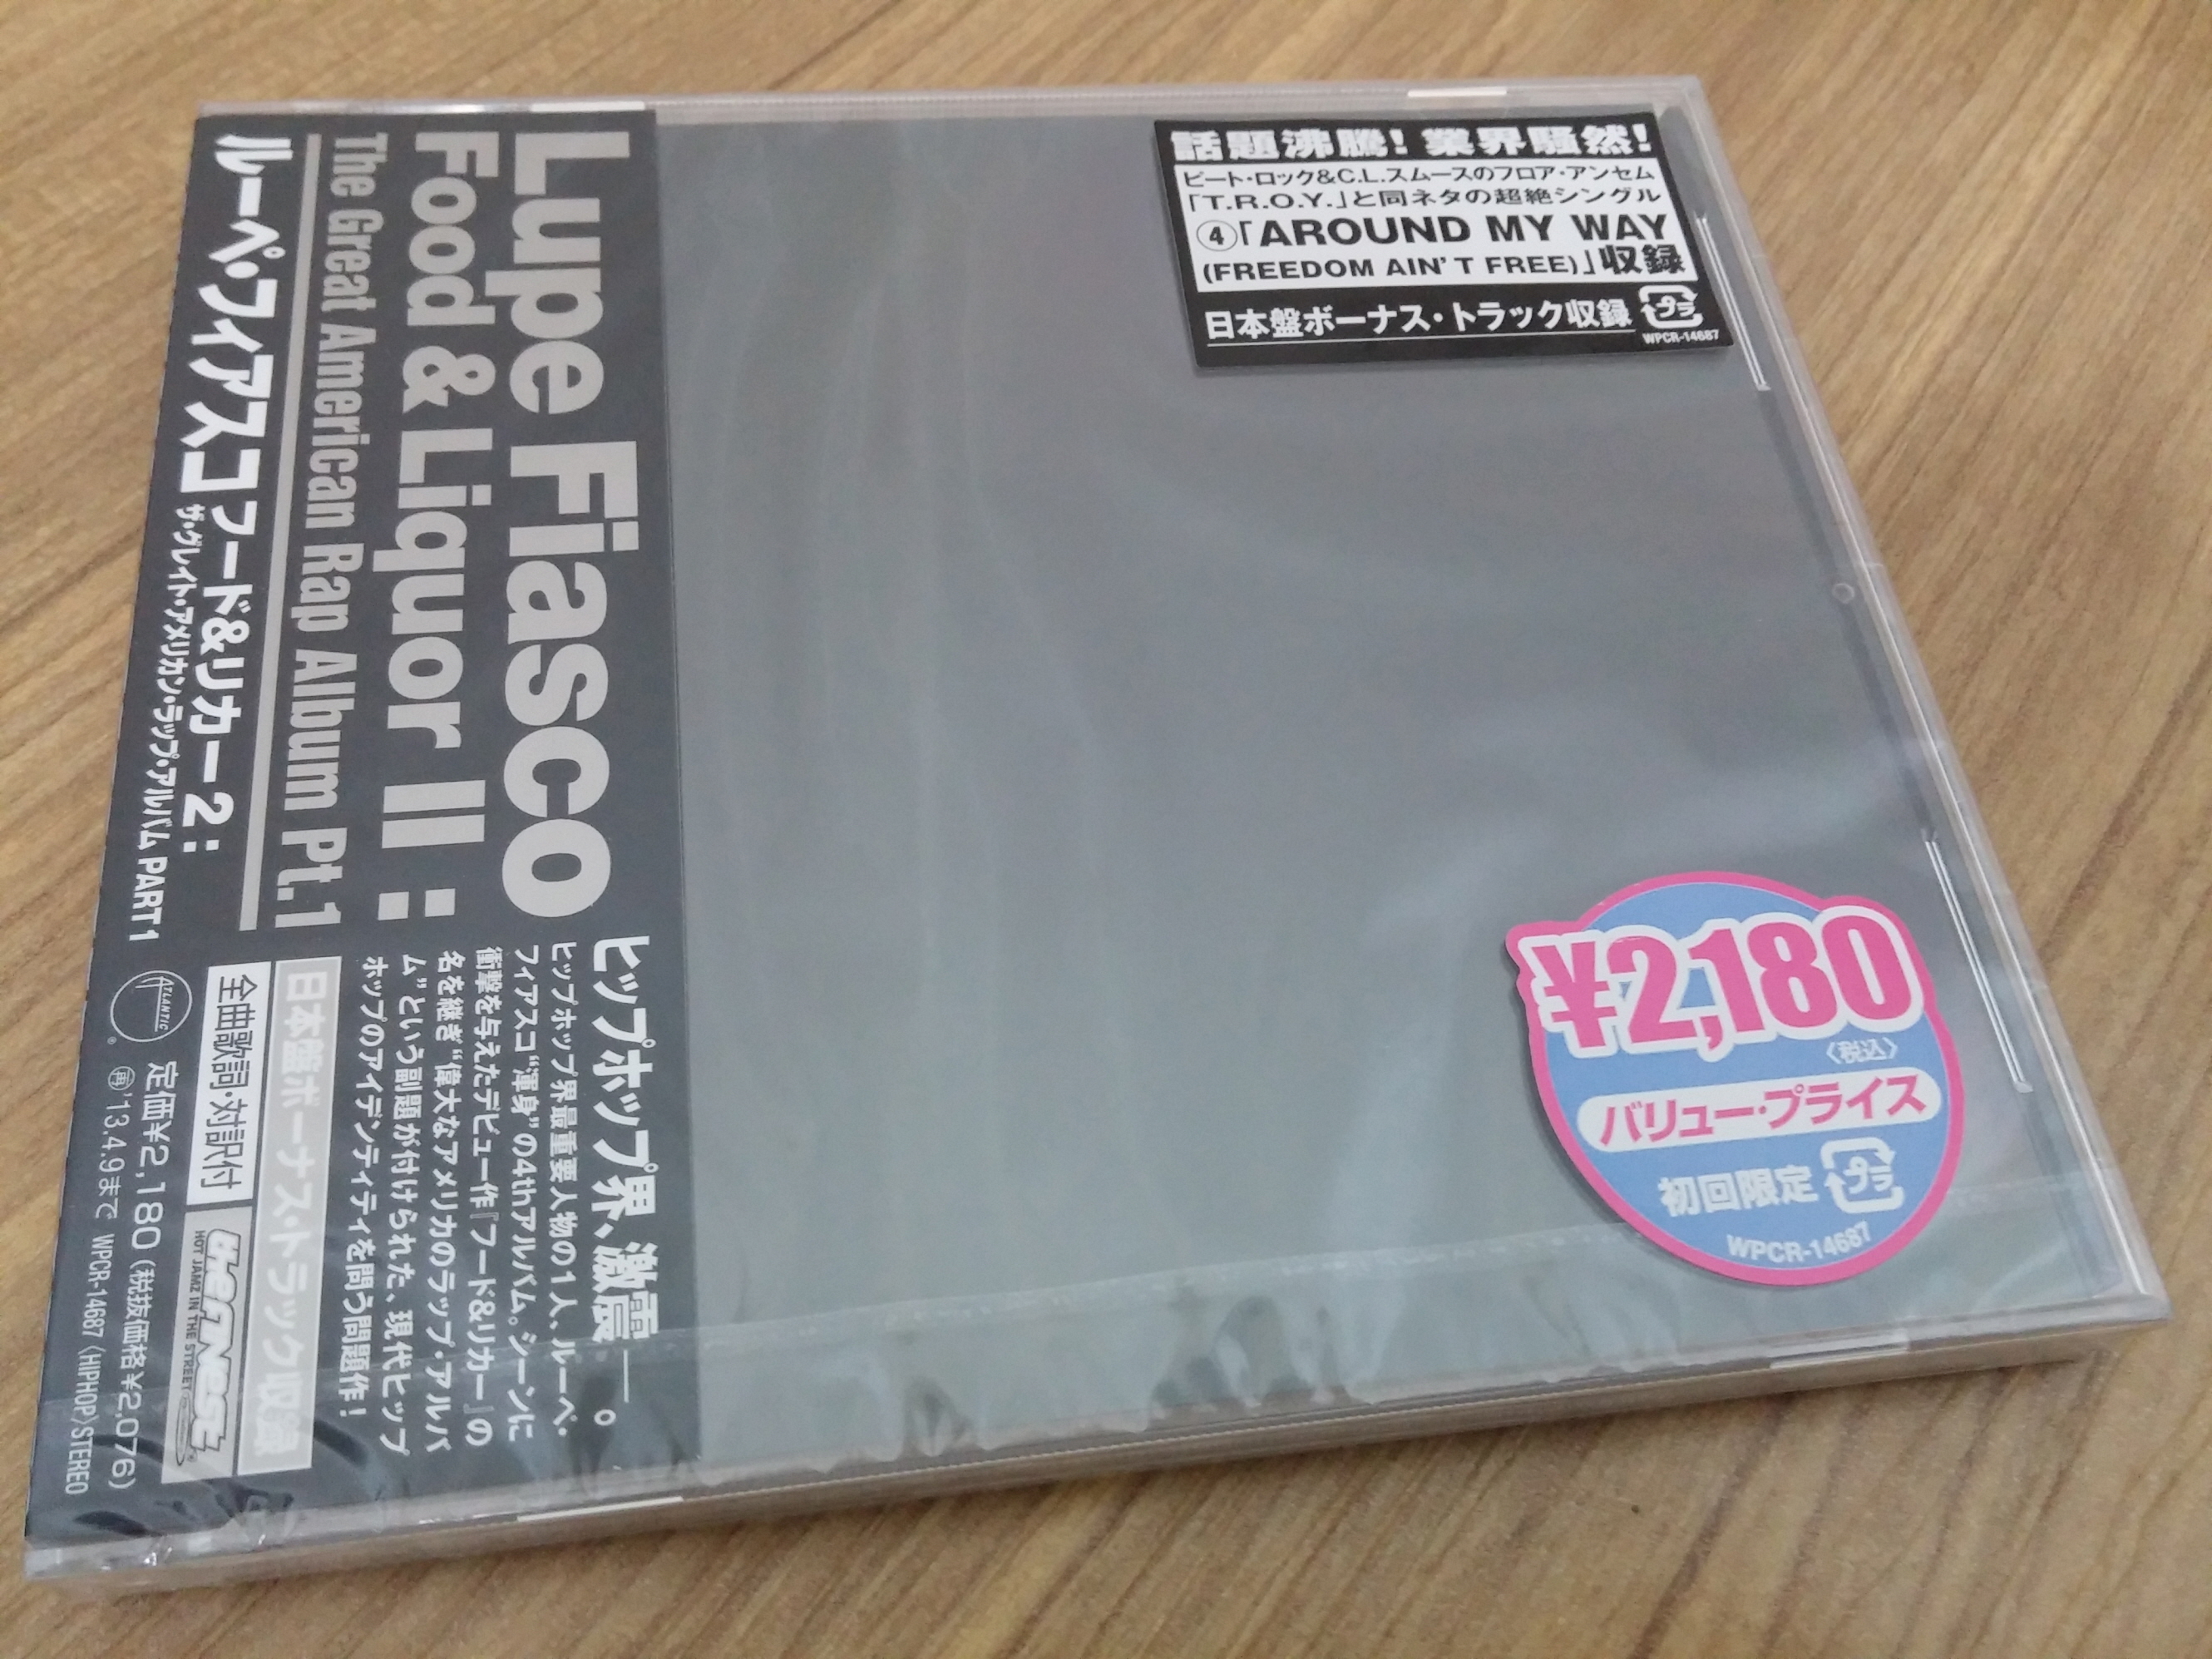 Lupe Fiasco
Food & Liquor II :
The Great American Rap Album Pt.1
ルーペ・フィアスコ フード&リカー 2 :
ザ・グレイト・アメリカン・ラップ・アルバム PART 1
ヒップホップ界、激震――。
ヒップホップ界最重要人物の1人、ルーペ・
フィアスコ“渾身”の4thアルバム。シーンに
衝撃を与えたデビュー作『フード&リカー』の
名を継ぎ“偉大なアメリカのラップ・アルバ
ム”という副題が付けられた、現代ヒップ
ホップのアイデンティティを問う問題作!
日本盤ボーナス・トラック収録
全曲歌詞・対訳付
HOT JAMZ IN THE STREET
ATLANTIC
定価¥2,180(税抜価格¥2,076)
再'13.4.9まで WPCR-14687 〈HIPHOP〉STEREO
話題沸騰! 業界騒然!
ピート・ロック&C.L.スムースのフロア・アンセム
「T.R.O.Y.」と同ネタの超絶シングル
④「AROUND MY WAY
(FREEDOM AIN'T FREE)」収録
日本盤ボーナス・トラック収録
プラ
WPCR-14687
¥2,180
〈税込〉
バリュー・プライス
初回限定 プラ
WPCR-14687